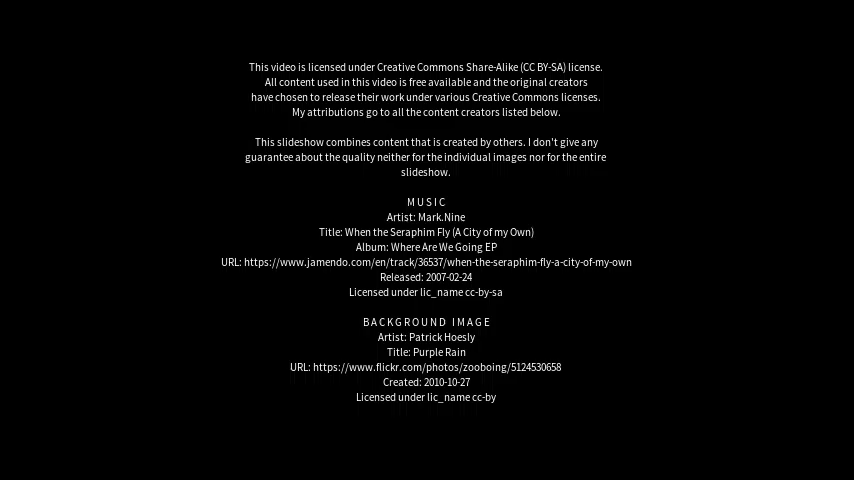 This video is licensed under Creative Commons Share-Alike (CC BY-SA) license.
All content used in this video is free available and the original creators
have chosen to release their work under various Creative Commons licenses.
My attributions go to all the content creators listed below.
This slideshow combines content that is created by others. I don't give any
guarantee about the quality neither for the individual images nor for the entire
slideshow.
MUSIC
Artist: Mark.Nine
Title: When the Seraphim Fly (A City of my Own)
Album: Where Are We Going EP
URL: https://www.jamendo.com/en/track/36537/when-the-seraphim-fly-a-city-of-my-own
Released: 2007-02-24
Licensed under lic_name cc-by-sa
BACKGROUND IMAGE
Artist: Patrick Hoesly
Title: Purple Rain
URL: https://www.flickr.com/photos/zooboing/5124530658
Created: 2010-10-27
Licensed under lic_name cc-by